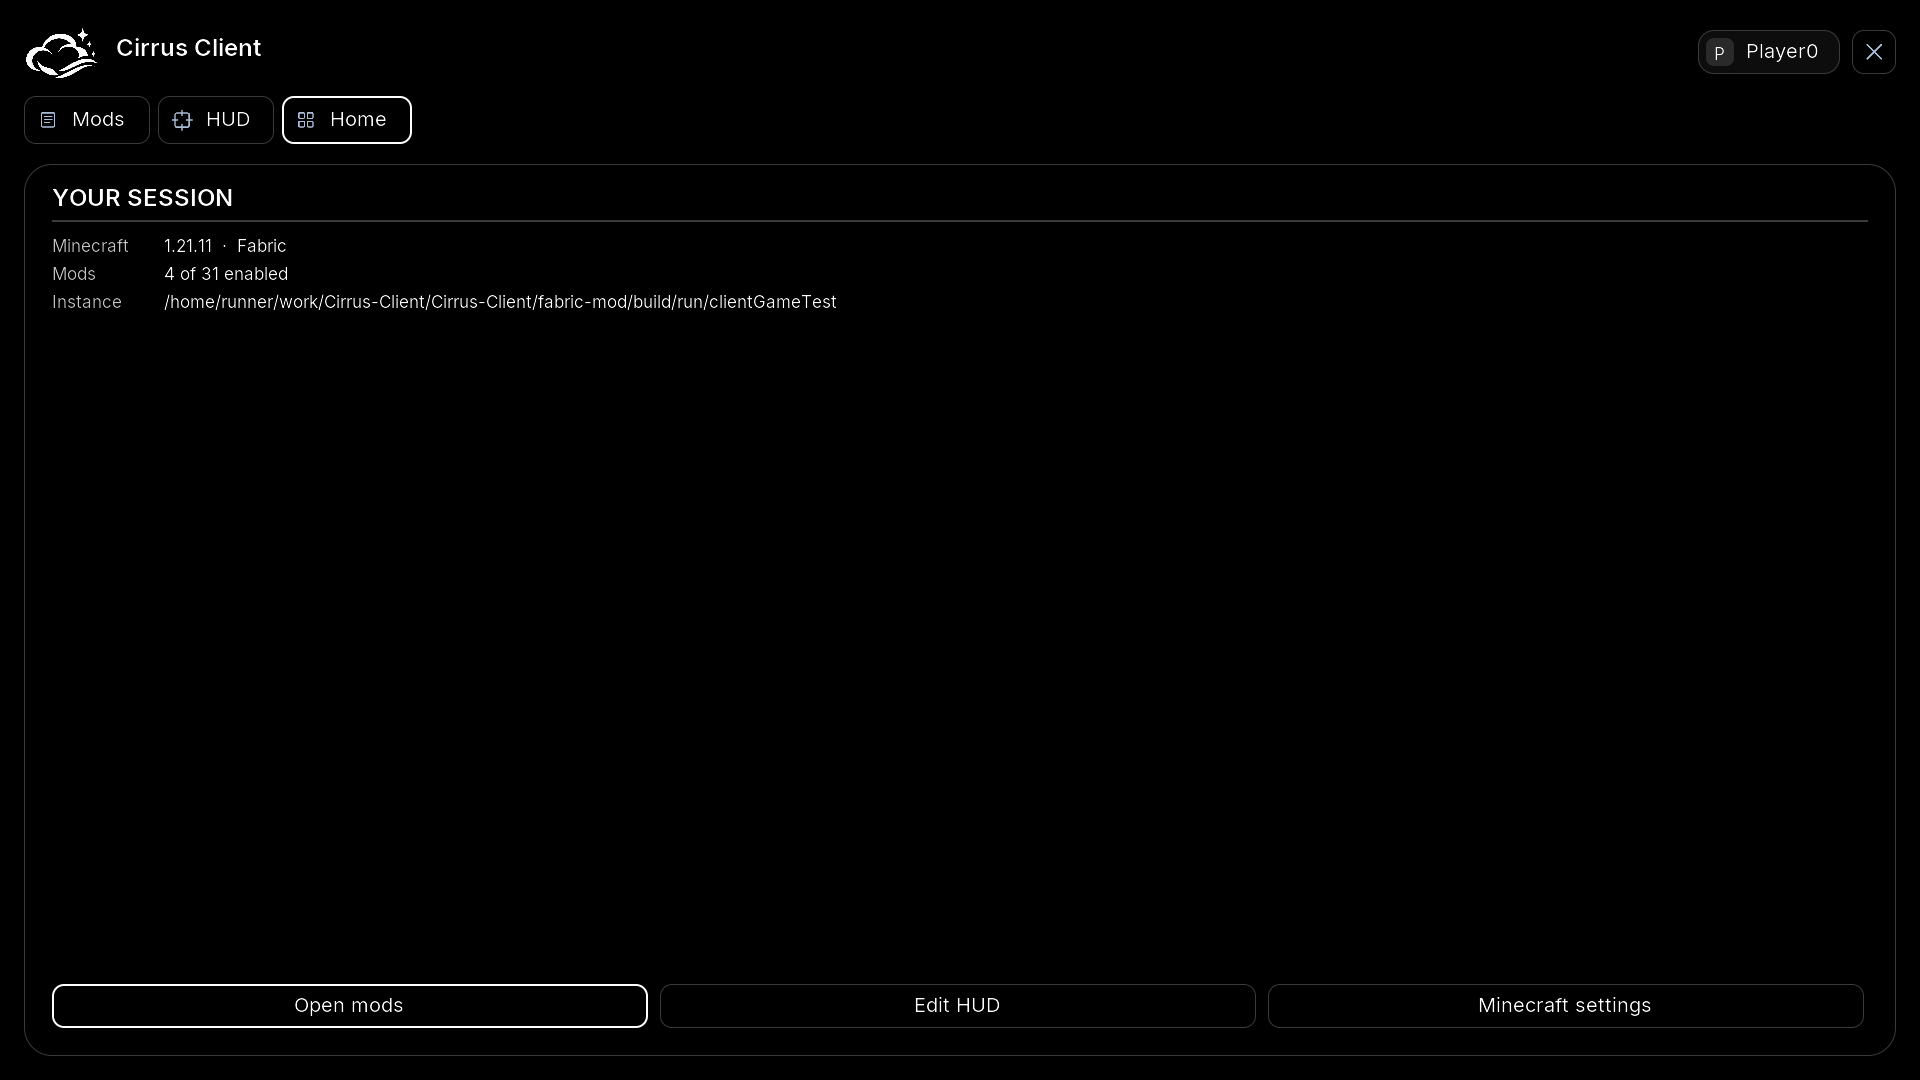 Cirrus Client
P Player0
Mods HUD Home
YOUR SESSION
Minecraft 1.21.11 · Fabric
Mods 4 of 31 enabled
Instance /home/runner/work/Cirrus-Client/Cirrus-Client/fabric-mod/build/run/clientGameTest
Open mods Edit HUD Minecraft settings